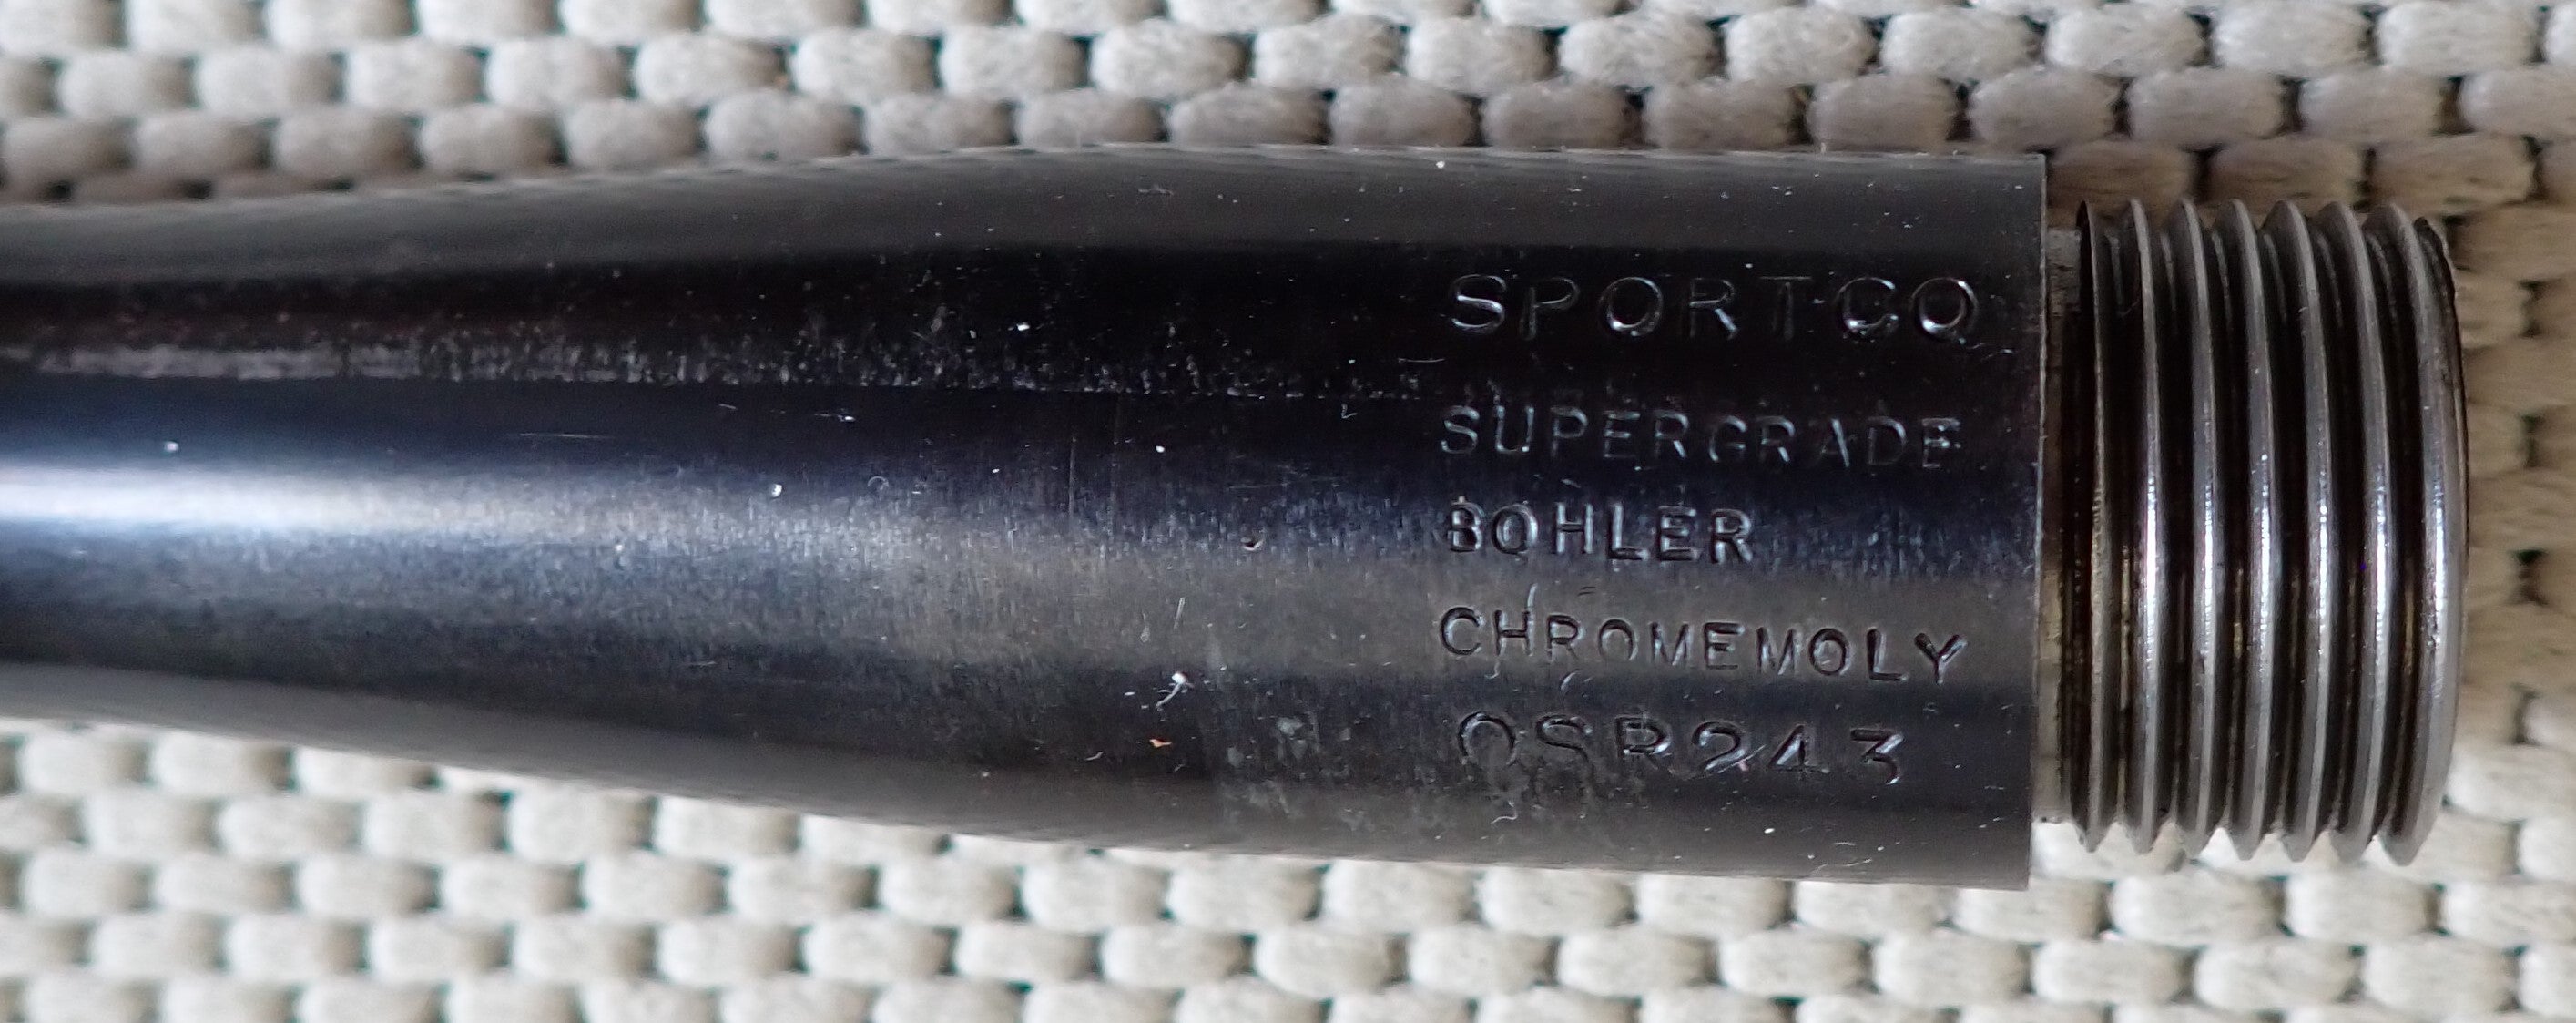 SPORTCO
SUPERGRADE
BOHLER
CHROMEMOLY
OSR243